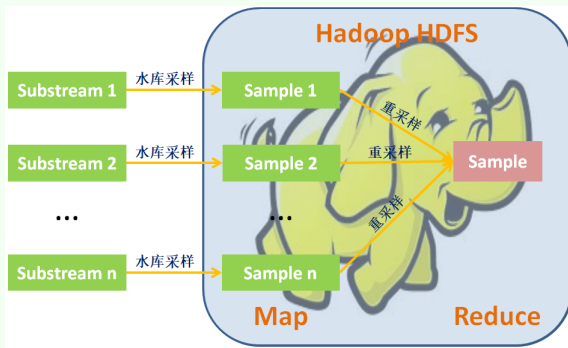 Hadoop HDFS
Substream 1 水库采样 Sample 1 重采样
Substream 2 水库采样 Sample 2 重采样 Sample
... ...
重采样
Substream n 水库采样 Sample n
Map Reduce